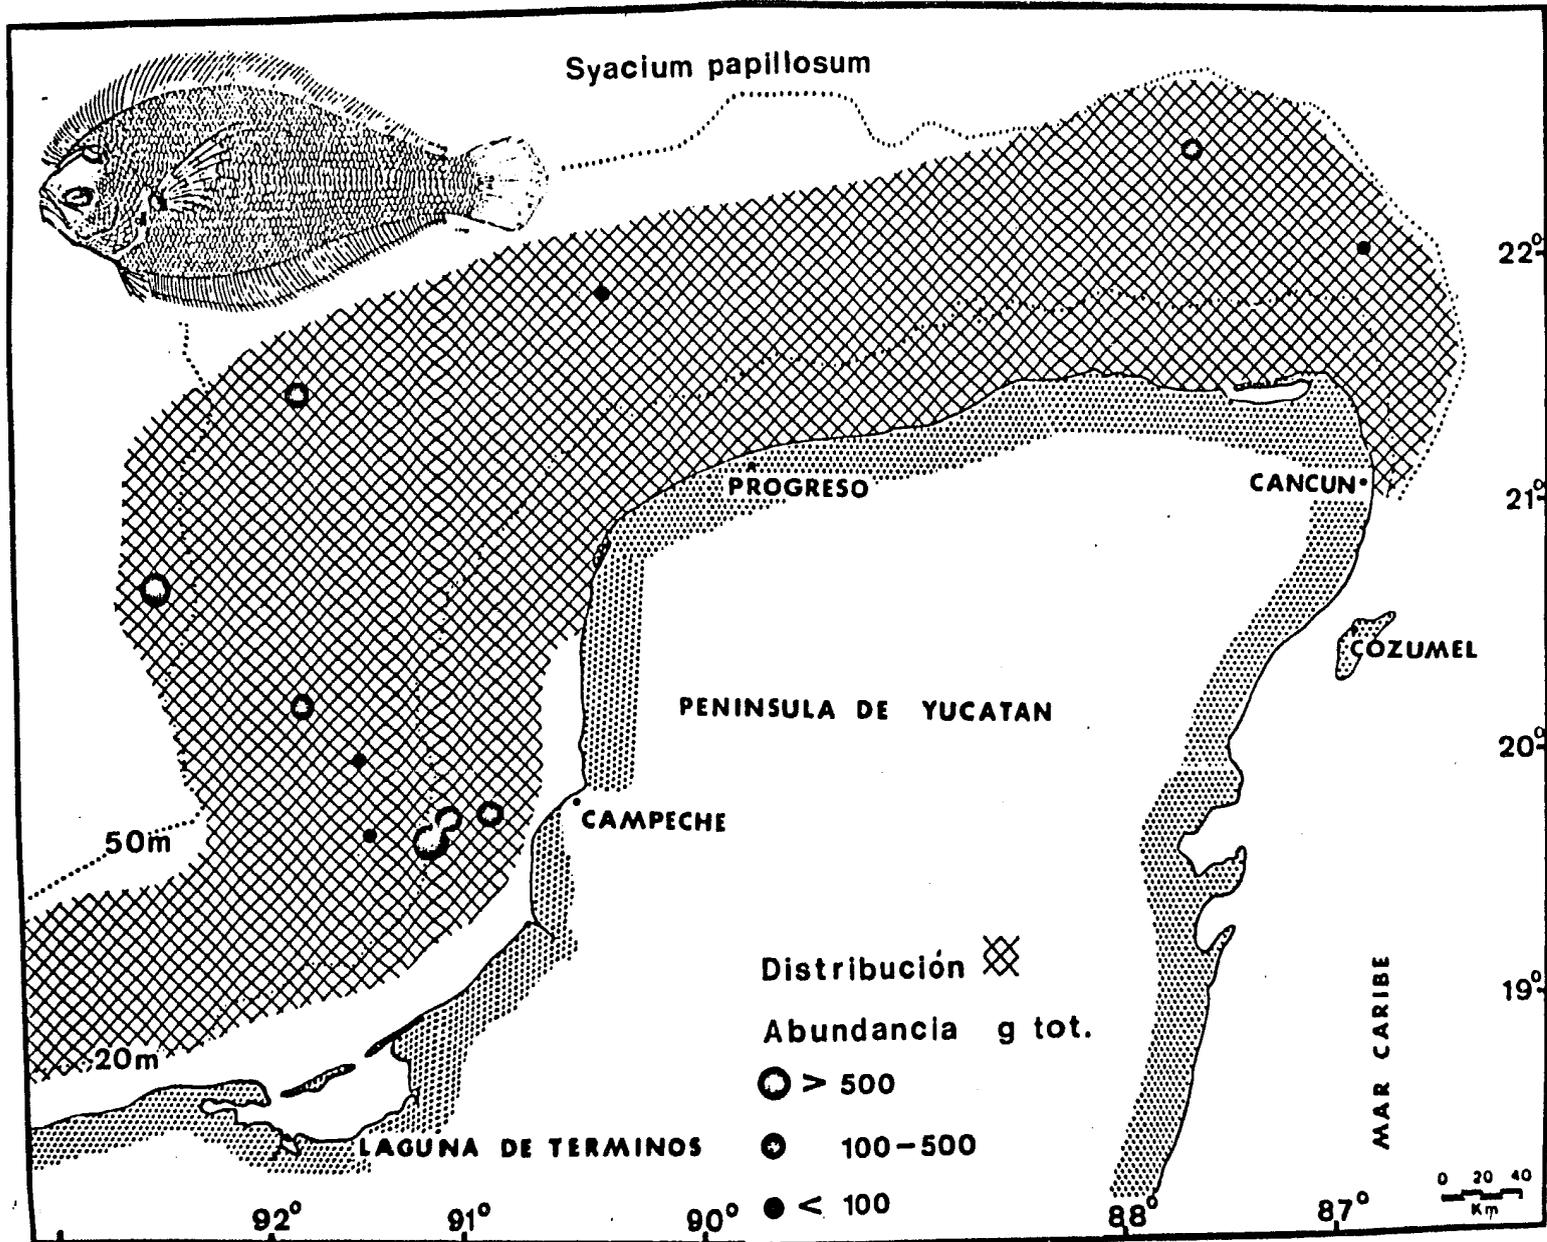 Syacium papillosum
22°
PROGRESO
CANCUN
21°
COZUMEL
PENINSULA DE YUCATAN
20°
50m
CAMPECHE
Distribución
19°
Abundancia g tot.
20m
> 500
MAR CARIBE
LAGUNA DE TERMINOS
100-500
0 20 40
Km
< 100
92° 91° 90° 88° 87°